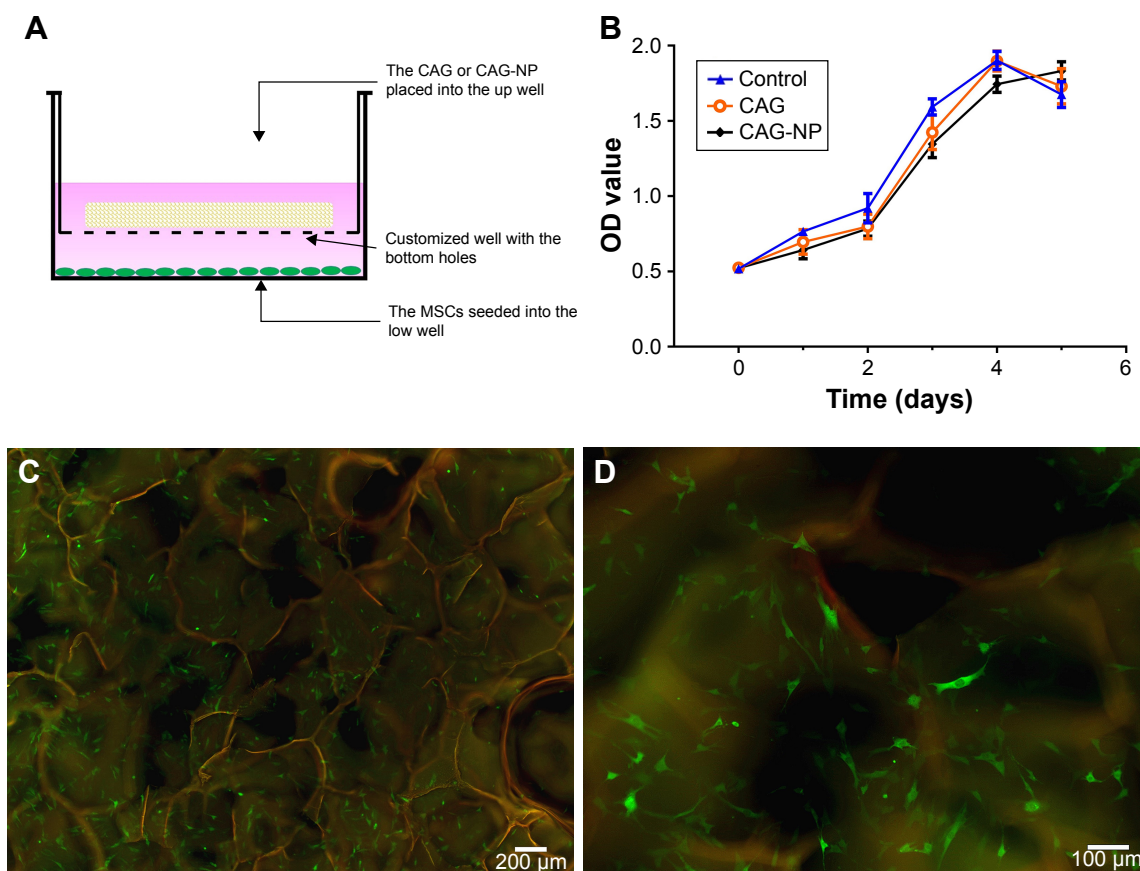 A
The CAG or CAG-NP
placed into the up well
Customized well with the
bottom holes
The MSCs seeded into the
low well
B
2.0
1.5
1.0
0.5
0.0
OD value
Control
CAG
CAG-NP
0
2
4
6
Time (days)
C
200 µm
D
100 µm